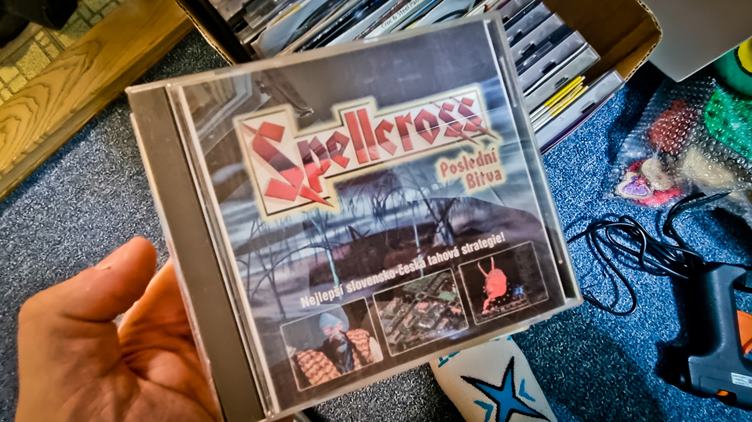 Spellcross
Poslední
Bitva
Nejlepší slovensko-česká tahová strategie!